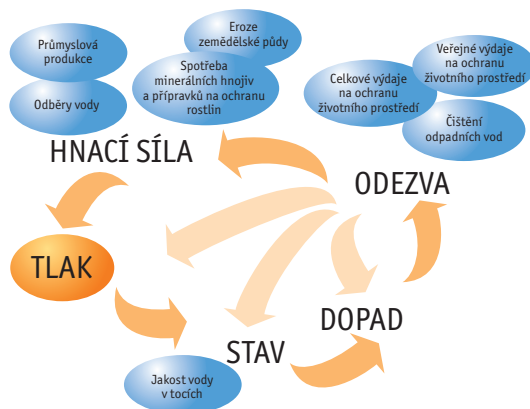 Průmyslová
produkce
Odběry vody
Eroze
zemědělské půdy
Spotřeba
minerálních hnojiv
a přípravků na ochranu
rostlin
Celkové výdaje
na ochranu
životního prostředí
Veřejné výdaje
na ochranu
životního prostředí
Čištění
odpadních vod
HNACÍ SÍLA
ODEZVA
TLAK
DOPAD
STAV
Jakost vody
v tocích